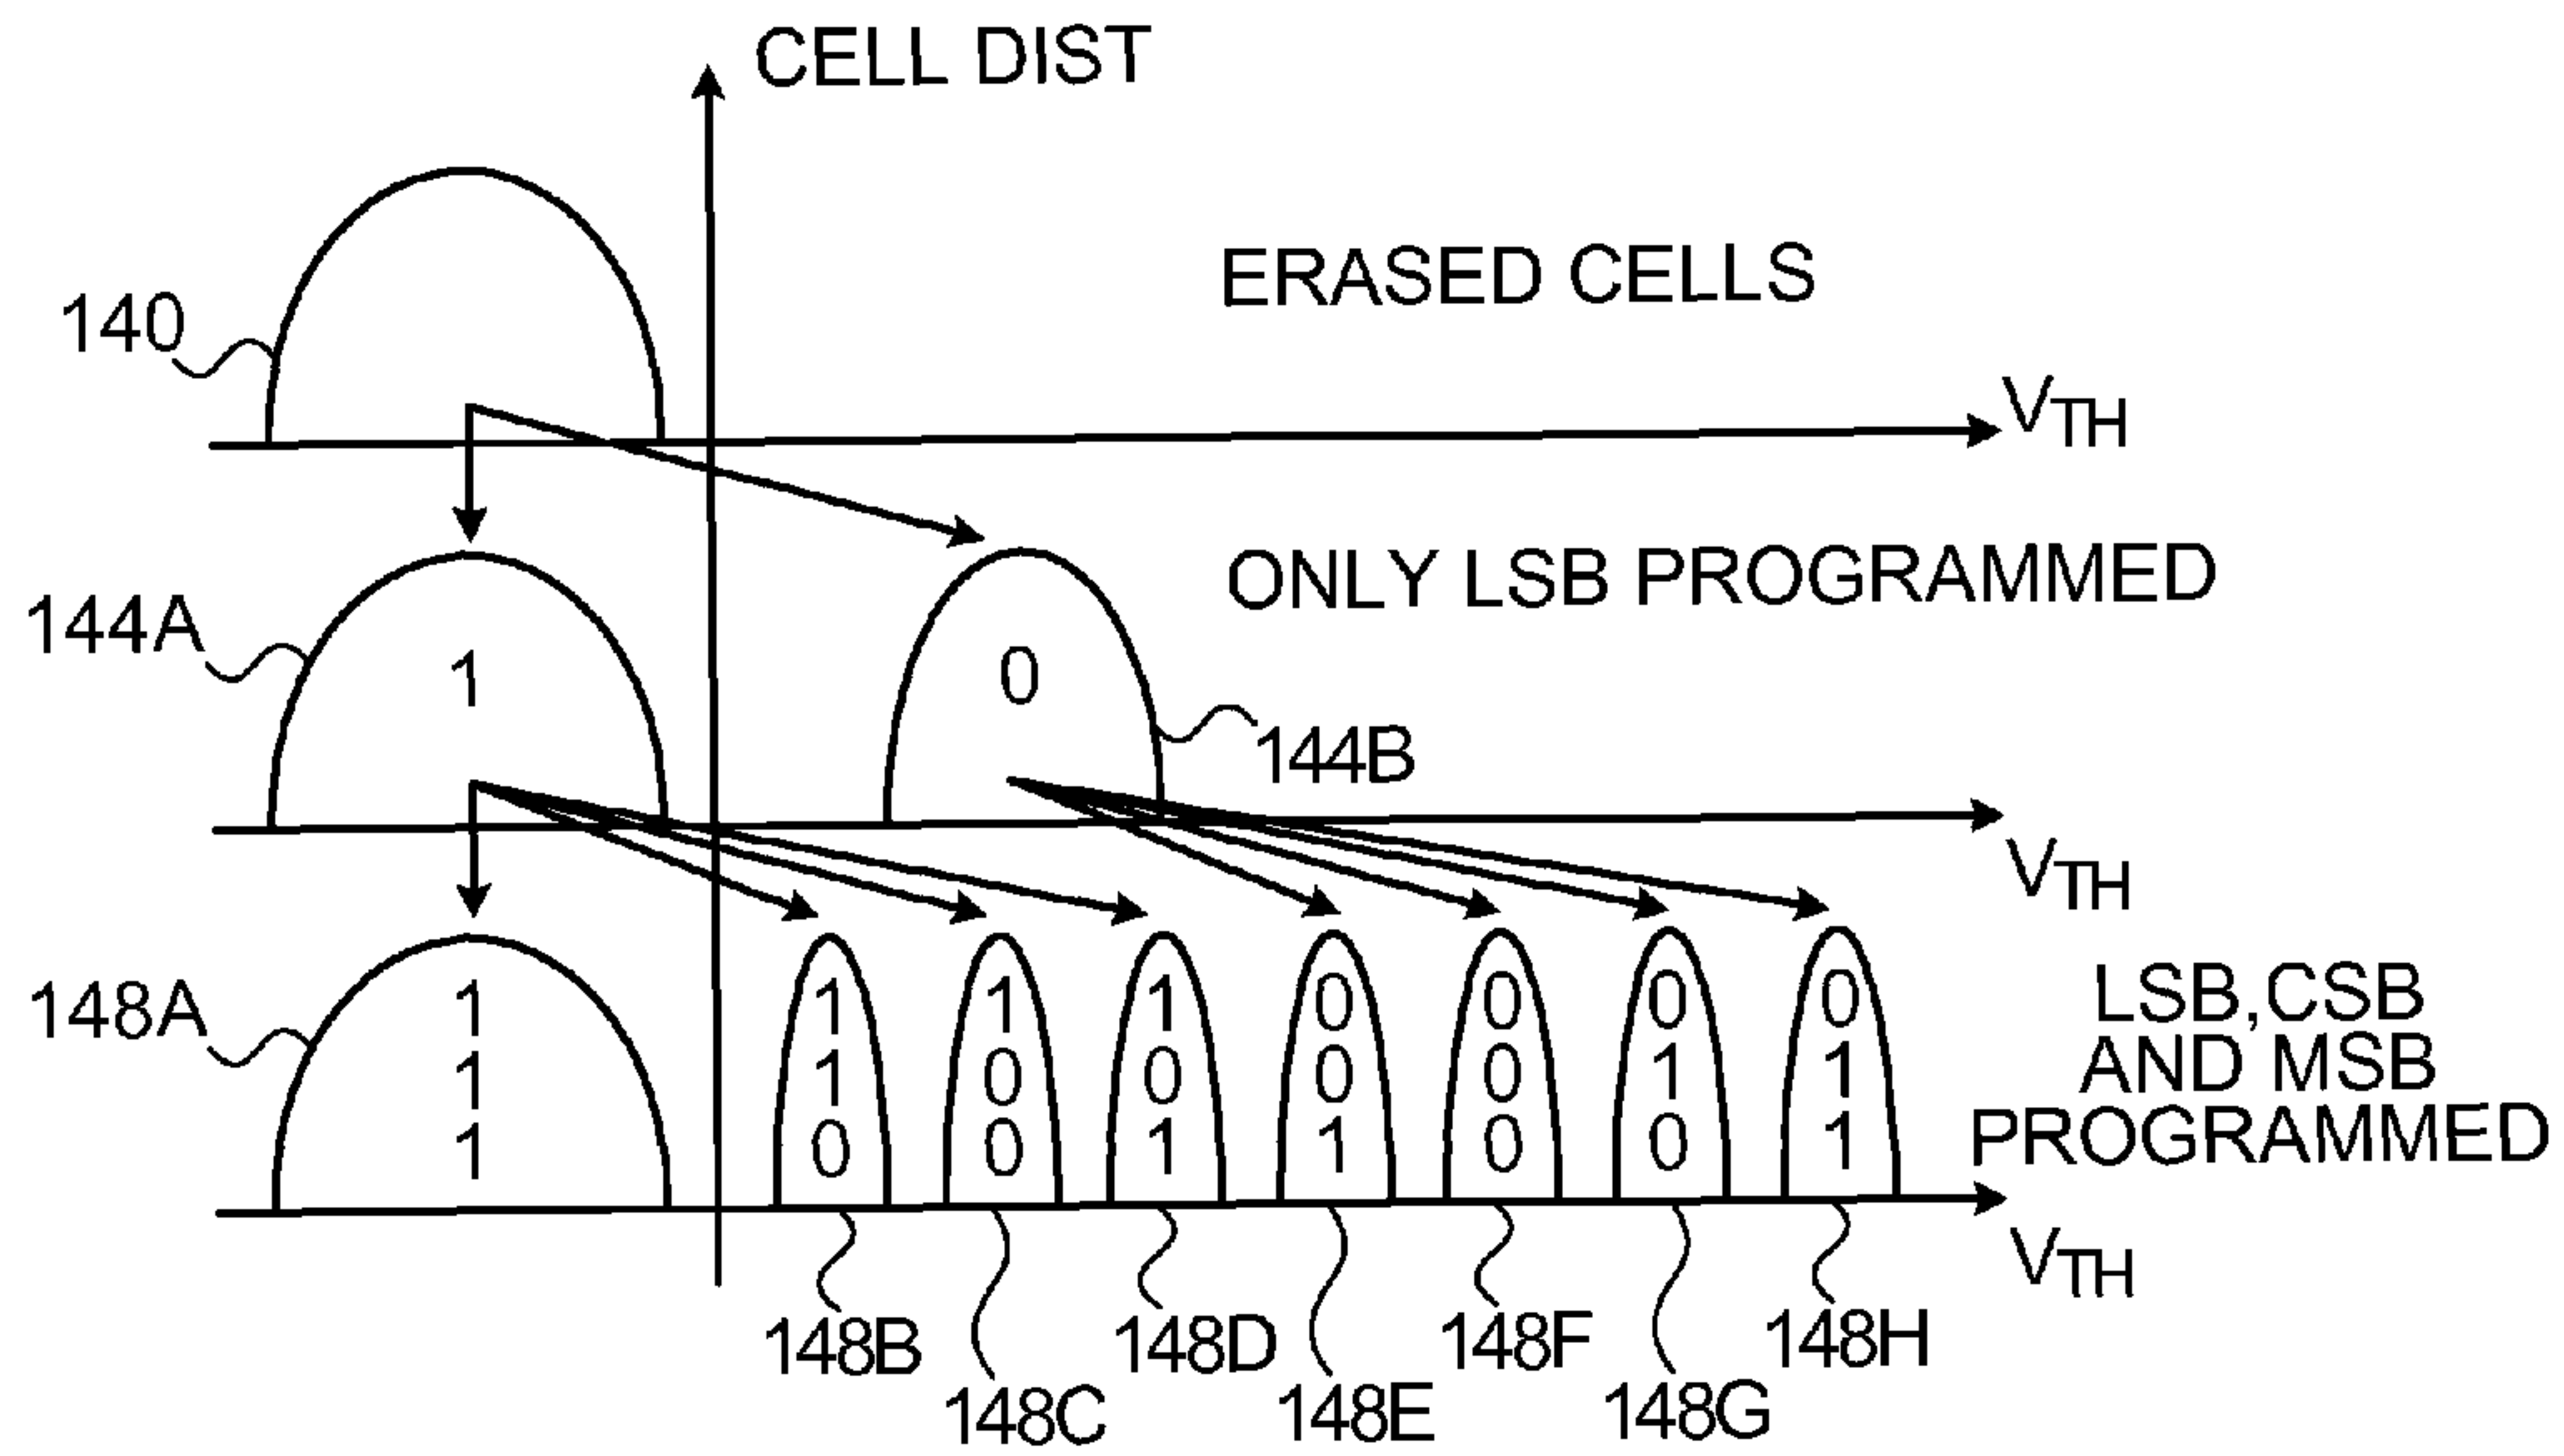 CELL DIST
ERASED CELLS
140
VTH
ONLY LSB PROGRAMMED
144A
1
0
144B
VTH
148A
1 1 1 1 0 0 0 0
1 1 0 0 0 0 1 1
1 0 0 1 1 0 0 1
LSB,CSB
AND MSB
PROGRAMMED
VTH
148B 148D 148F 148H
148C 148E 148G